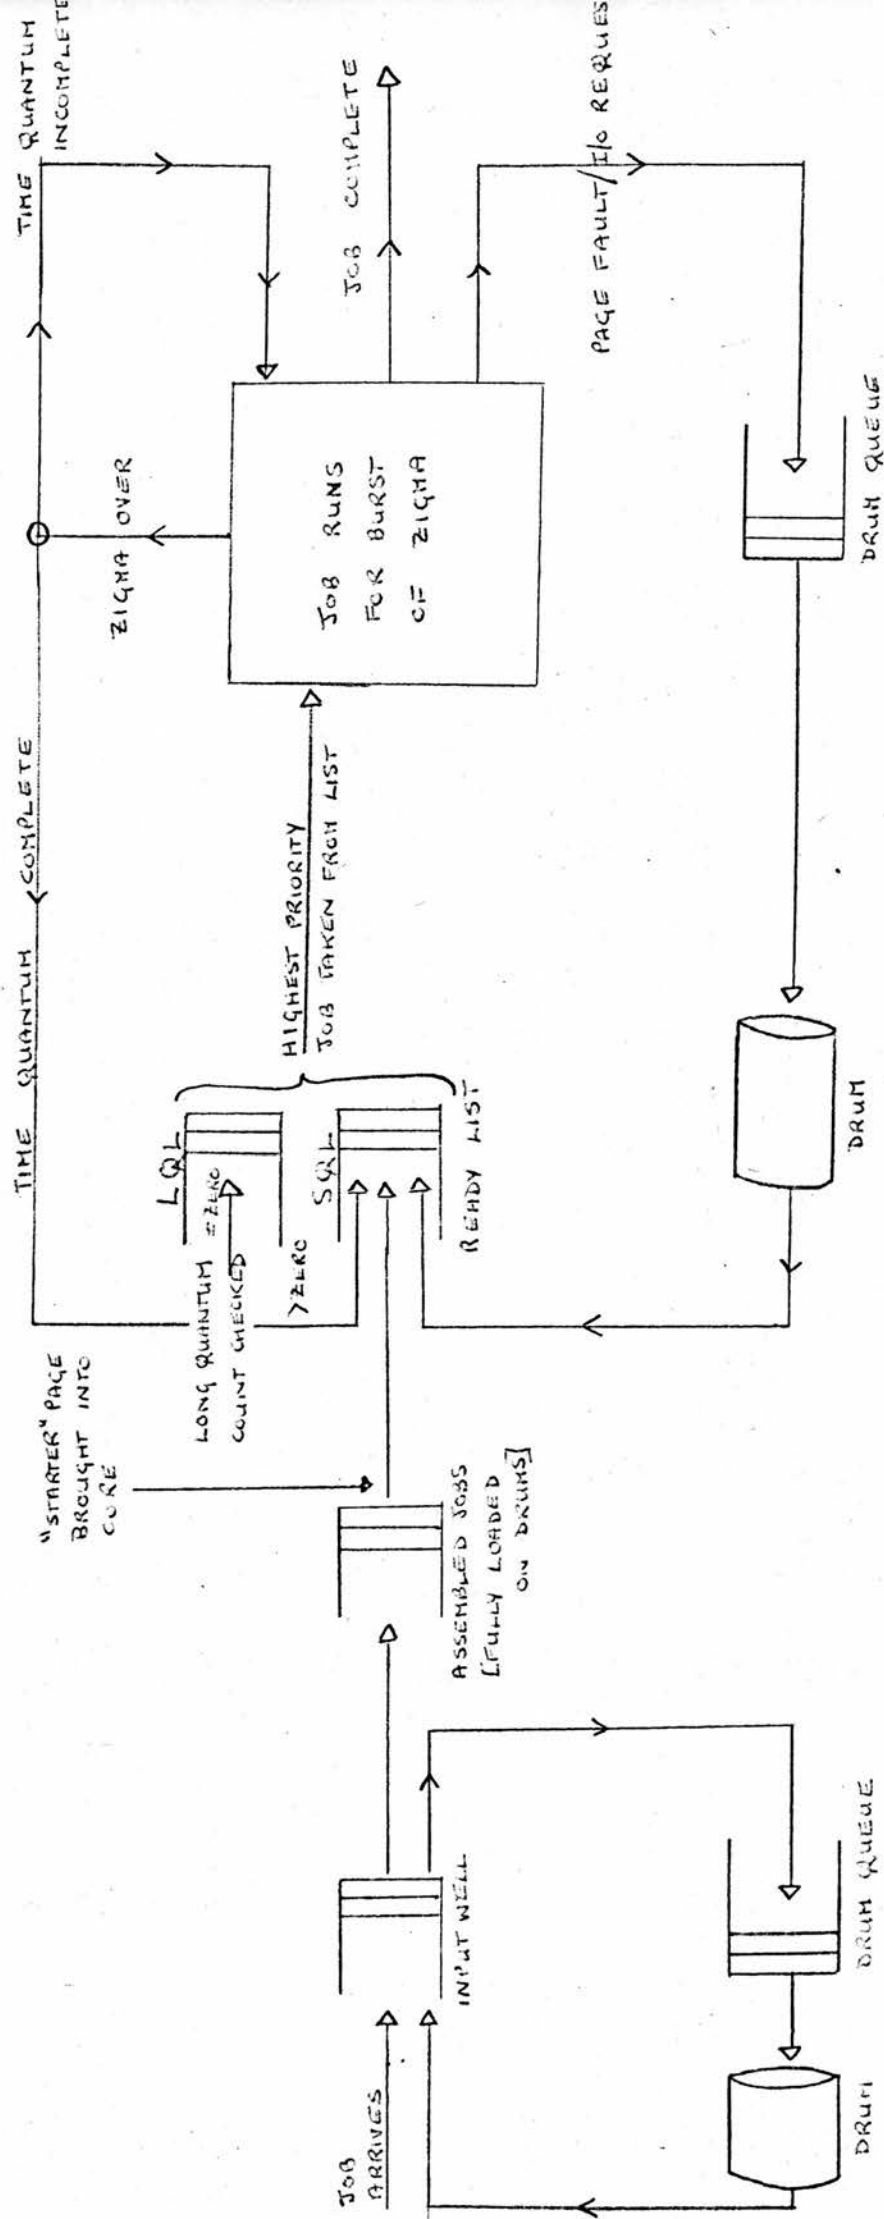 JOB
ARRIVES
INPUT WELL
DRUM
DRUM QUEUE
"STARTER" PAGE
BROUGHT INTO
CORE
ASSEMBLED JOBS
[FULLY LOADED
ON DRUMS]
TIME QUANTUM COMPLETE
LONG QUANTUM
COUNT CHECKED
=ZERO
>ZERO
LQL
SQL
READY LIST
HIGHEST PRIORITY
JOB TAKEN FROM LIST
ZIGMA OVER
JOB RUNS
FOR BURST
OF ZIGMA
TIME QUANTUM
INCOMPLETE
JOB COMPLETE
PAGE FAULT/I/O REQUES
DRUM
DRUM QUEUE